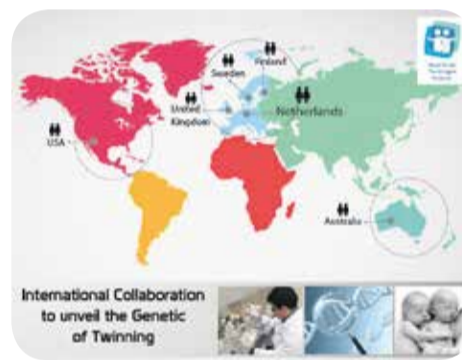 Finland
Sweden
United
Kingdom
Netherlands
USA
Australia
International Collaboration
to unveil the Genetic
of Twinning